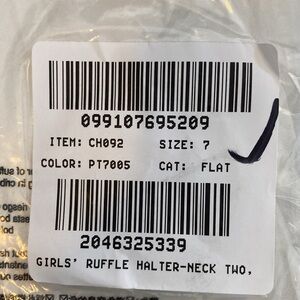 099107695209
ITEM: CH092 SIZE: 7
COLOR: PT7005 CAT: FLAT
2046325339
GIRLS' RUFFLE HALTER-NECK TWO,